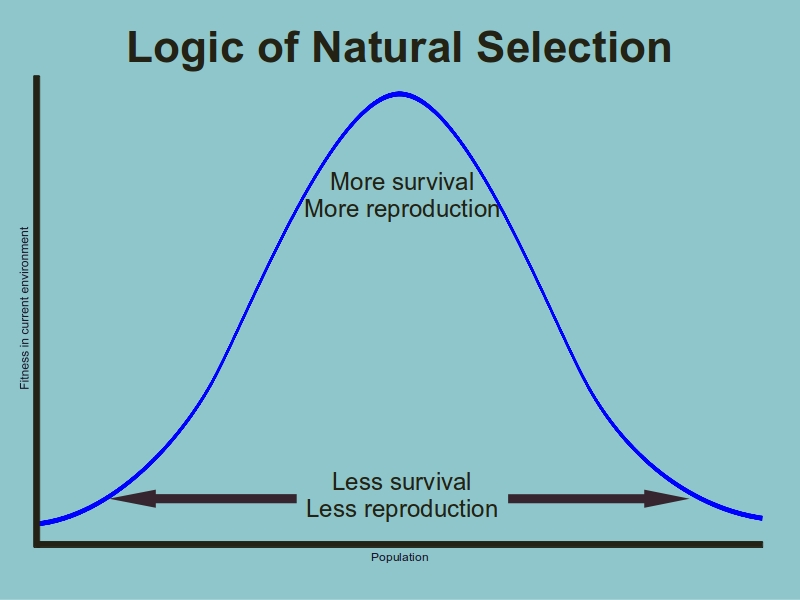 Logic of Natural Selection
Fitness in current environment
More survival
More reproduction
Less survival
Less reproduction
Population